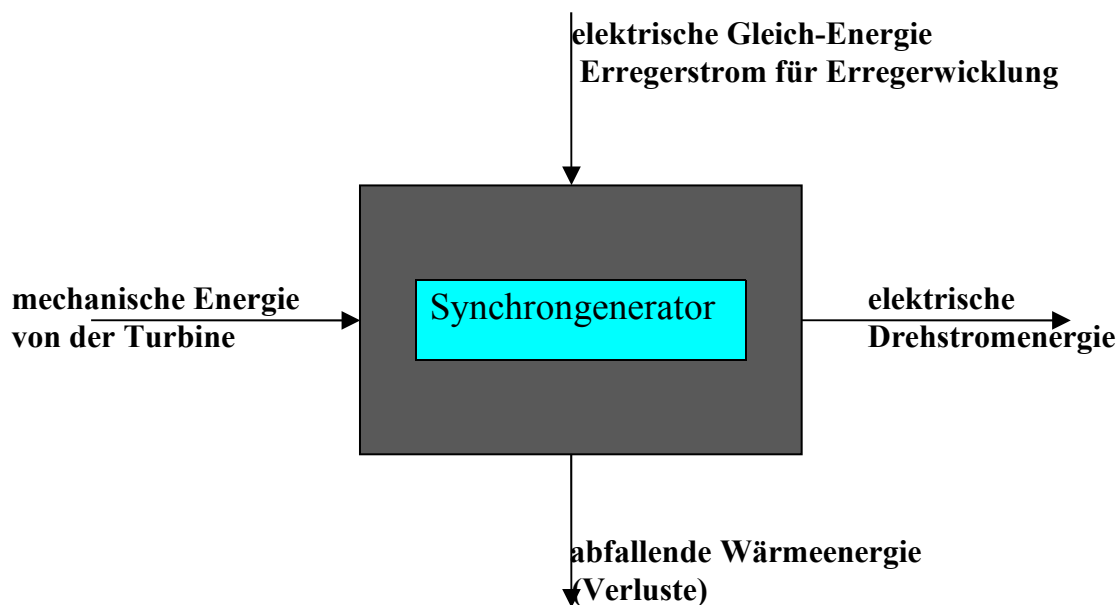 elektrische Gleich-Energie
Erregerstrom für Erregerwicklung
mechanische Energie
von der Turbine
Synchrongenerator
elektrische
Drehstromenergie
abfallende Wärmeenergie
(Verluste)